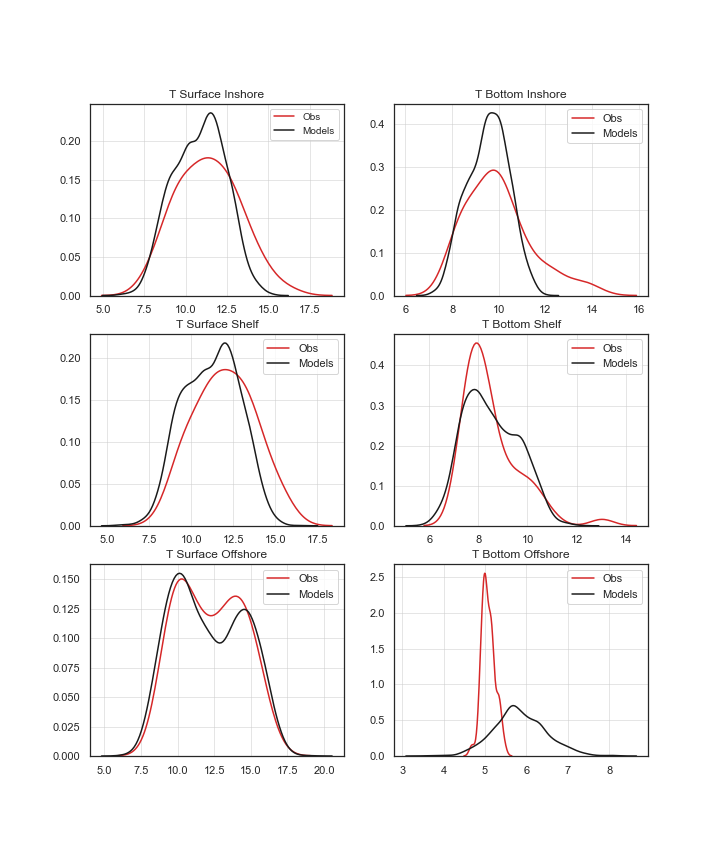 T Surface Inshore
Obs
Models
0.20
0.15
0.10
0.05
0.00
5.0 7.5 10.0 12.5 15.0 17.5
T Bottom Inshore
Obs
Models
0.4
0.3
0.2
0.1
0.0
6 8 10 12 14 16
T Surface Shelf
Obs
Models
0.20
0.15
0.10
0.05
0.00
5.0 7.5 10.0 12.5 15.0 17.5
T Bottom Shelf
Obs
Models
0.4
0.3
0.2
0.1
0.0
6 8 10 12 14
T Surface Offshore
Obs
Models
0.150
0.125
0.100
0.075
0.050
0.025
0.000
5.0 7.5 10.0 12.5 15.0 17.5 20.0
T Bottom Offshore
Obs
Models
2.5
2.0
1.5
1.0
0.5
0.0
3 4 5 6 7 8